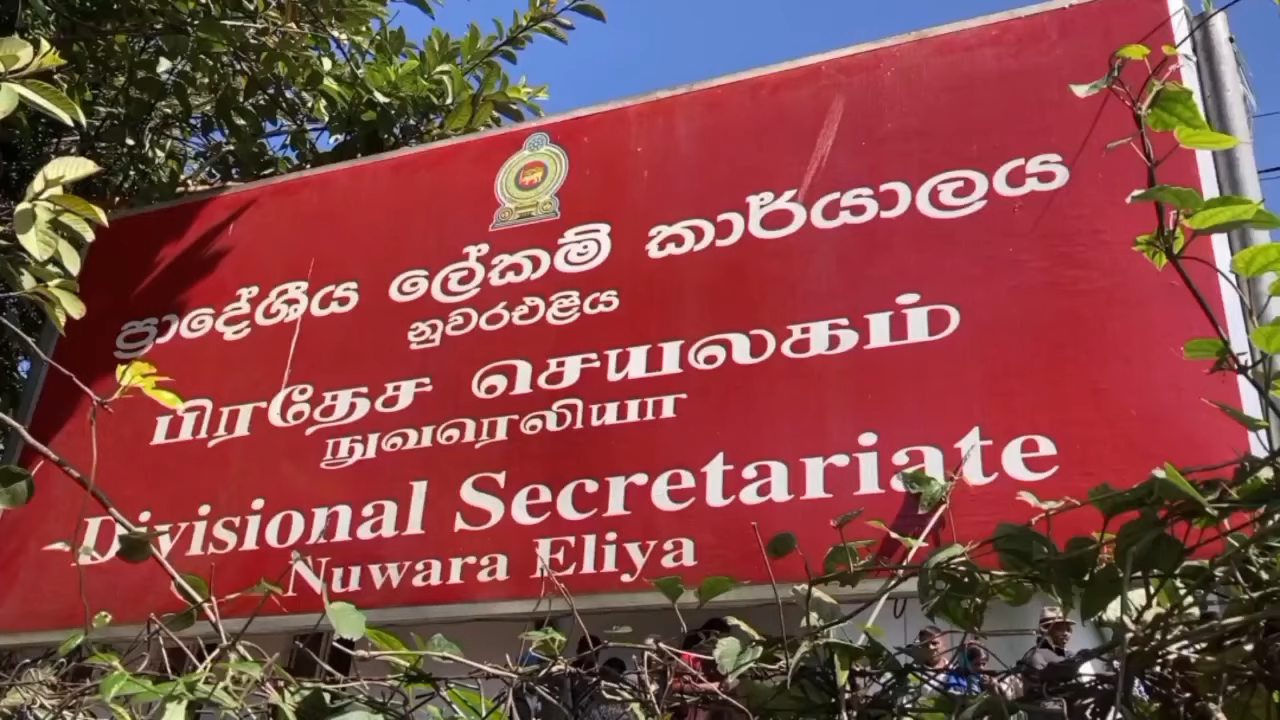 ප්‍රාදේශීය ලේකම් කාර්යාලය
නුවරඑළිය
பிரதேச செயலகம்
நுவரெலியா
Divisional Secretariate
Nuwara Eliya